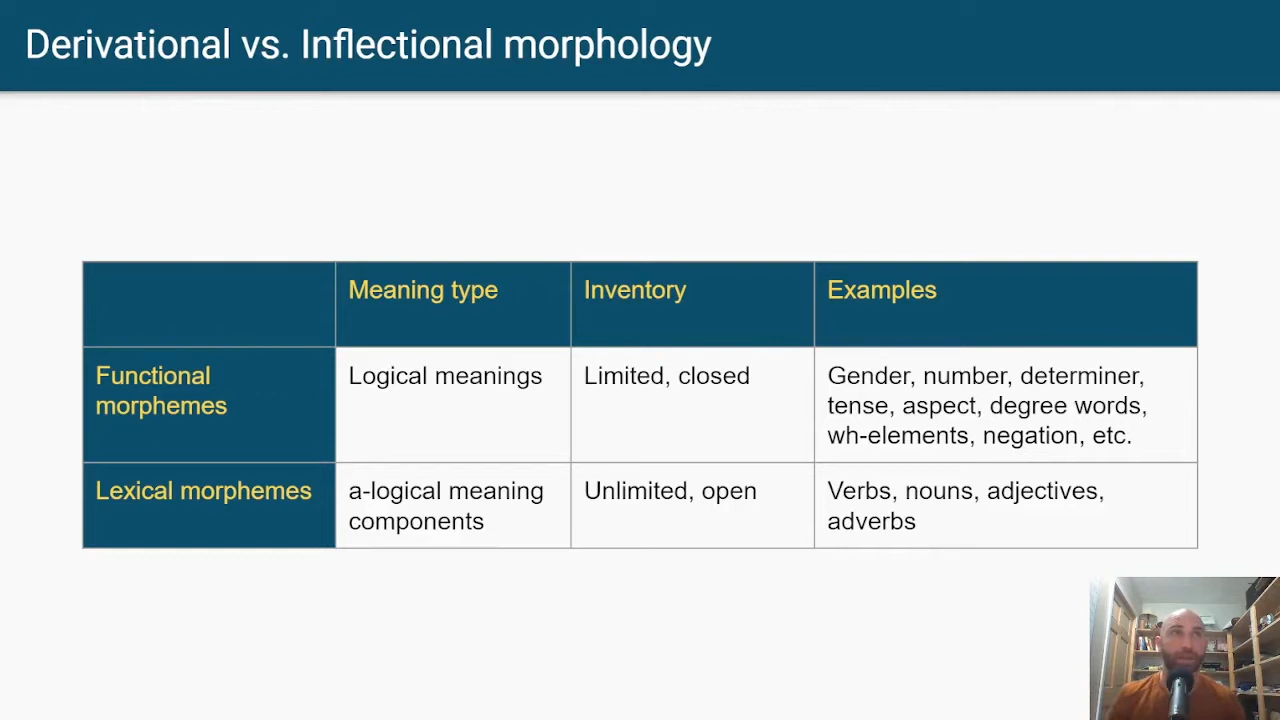 Derivational vs. Inflectional morphology
Meaning type
Inventory
Examples
Functional
morphemes
Logical meanings
Limited, closed
Gender, number, determiner,
tense, aspect, degree words,
wh-elements, negation, etc.
Lexical morphemes
a-logical meaning
components
Unlimited, open
Verbs, nouns, adjectives,
adverbs